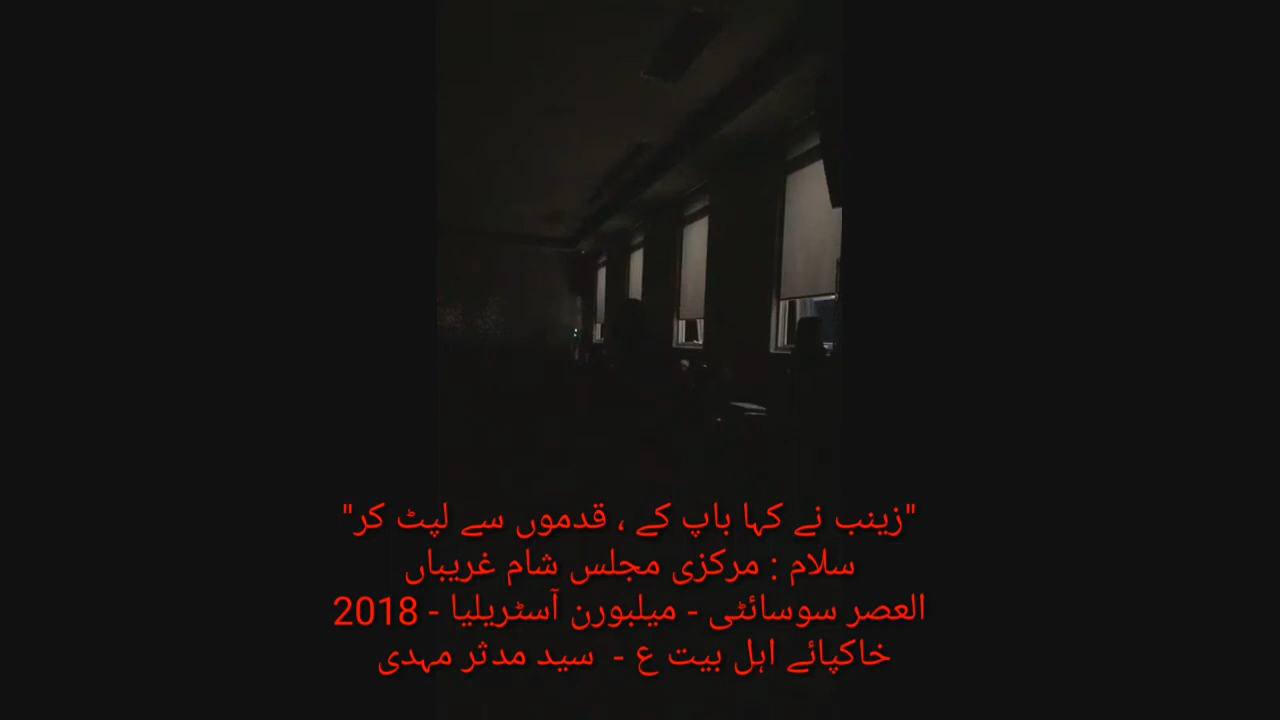 "زینب نے کہا باپ کے ، قدموں سے لپٹ کر"
سلام : مرکزی مجلس شام غریباں
العصر سوسائٹی - میلبورن آسٹریلیا - 2018
خاکپائے اہل بیت ع - سید مدثر مہدی